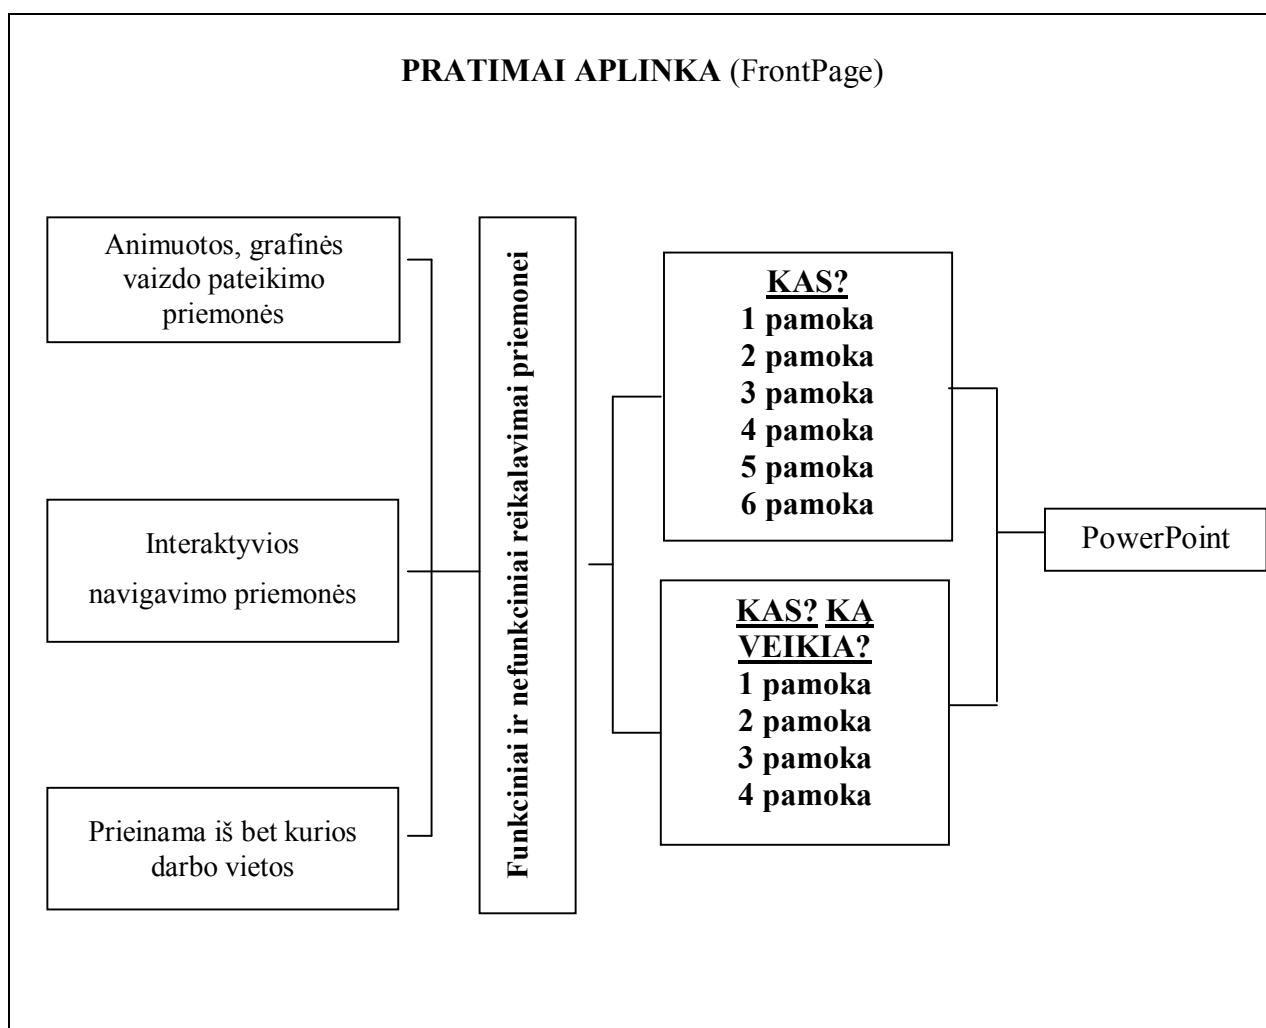 PRATIMAI APLINKA (FrontPage)
Animuotos, grafinės
vaizdo pateikimo
priemonės
Interaktyvios
navigavimo priemonės
Prieinama iš bet kurios
darbo vietos
Funkciniai ir nefunkciniai reikalavimai priemonei
KAS?
1 pamoka
2 pamoka
3 pamoka
4 pamoka
5 pamoka
6 pamoka
KAS? KĄ
VEIKIA?
1 pamoka
2 pamoka
3 pamoka
4 pamoka
PowerPoint